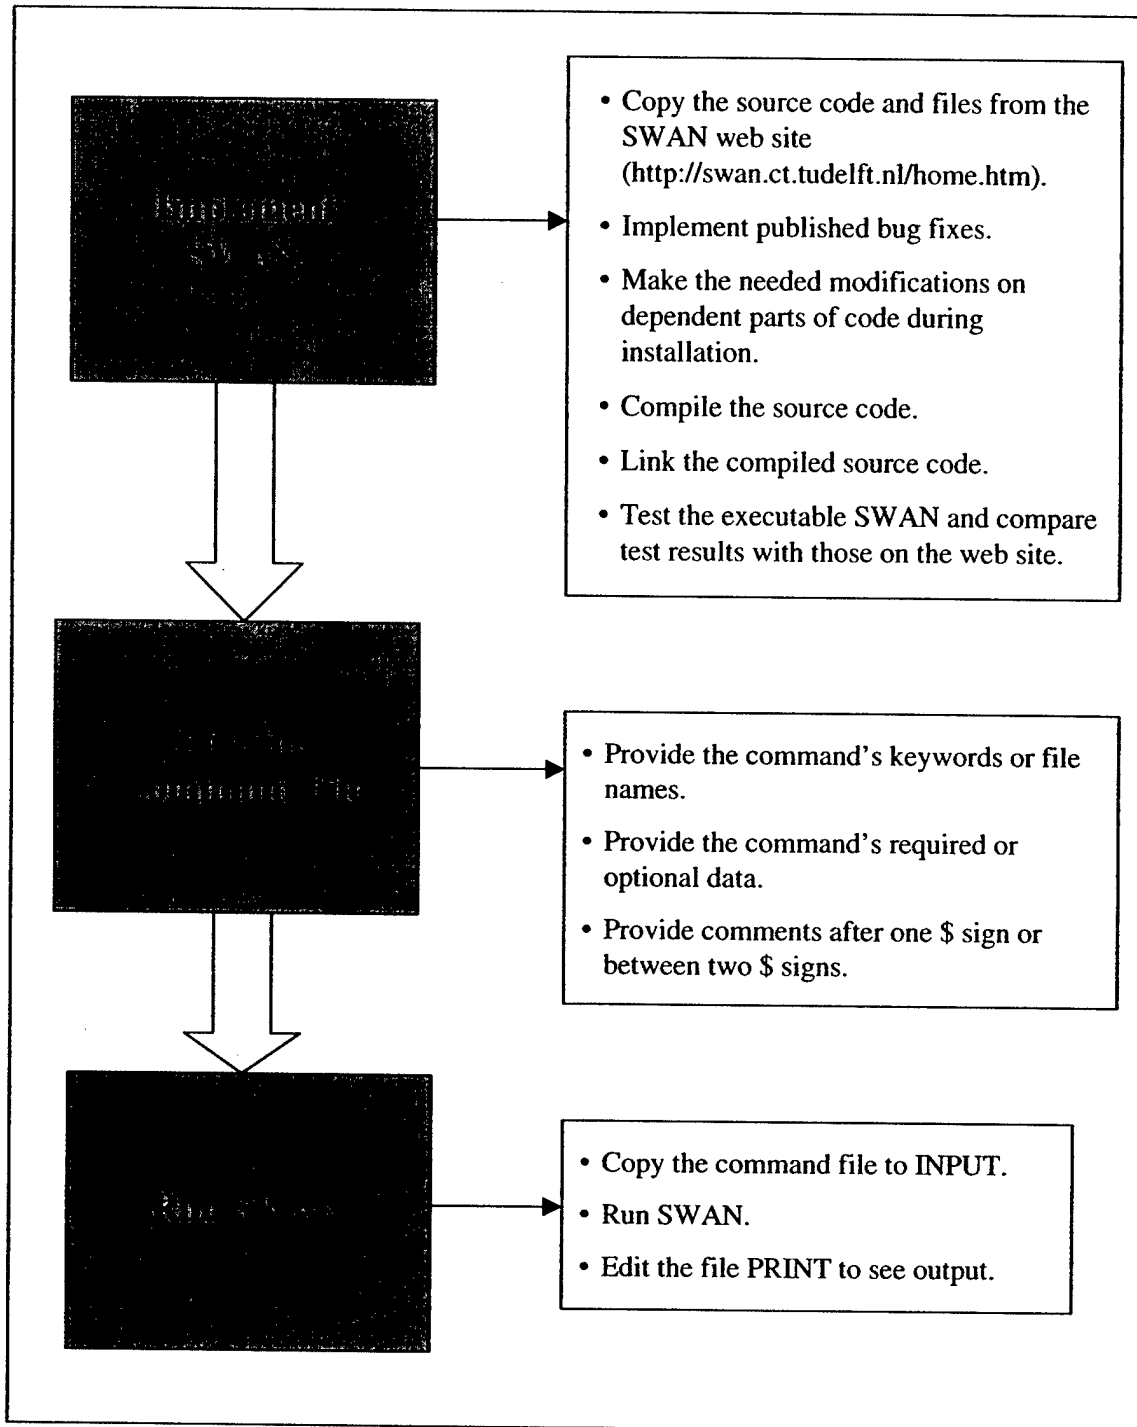 • Copy the source code and files from the
SWAN web site
(http://swan.ct.tudelft.nl/home.htm).
• Implement published bug fixes.
• Make the needed modifications on
dependent parts of code during
installation.
• Compile the source code.
• Link the compiled source code.
• Test the executable SWAN and compare
test results with those on the web site.
• Provide the command's keywords or file
names.
• Provide the command's required or
optional data.
• Provide comments after one $ sign or
between two $ signs.
Run
• Copy the command file to INPUT.
• Run SWAN.
• Edit the file PRINT to see output.